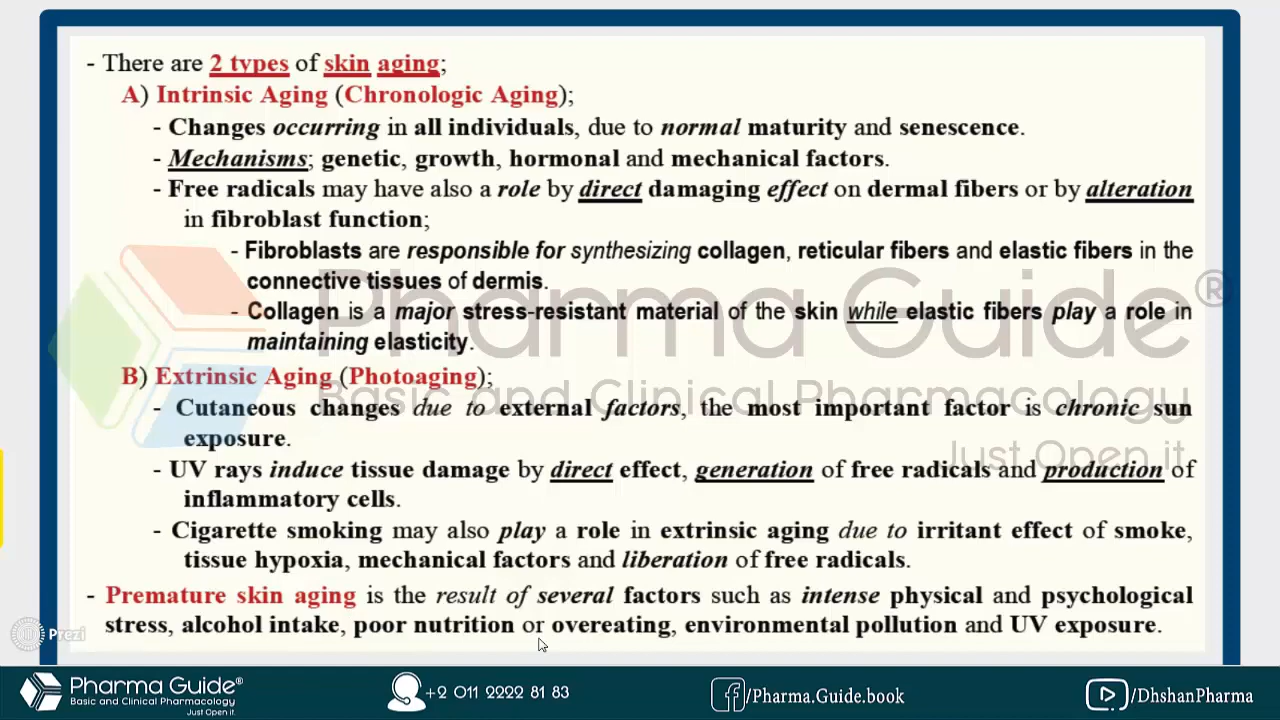 - There are 2 types of skin aging;
A) Intrinsic Aging (Chronologic Aging);
- Changes occurring in all individuals, due to normal maturity and senescence.
- Mechanisms; genetic, growth, hormonal and mechanical factors.
- Free radicals may have also a role by direct damaging effect on dermal fibers or by alteration
in fibroblast function;
- Fibroblasts are responsible for synthesizing collagen, reticular fibers and elastic fibers in the
connective tissues of dermis.
- Collagen is a major stress-resistant material of the skin while elastic fibers play a role in
maintaining elasticity.
B) Extrinsic Aging (Photoaging);
- Cutaneous changes due to external factors, the most important factor is chronic sun
exposure.
- UV rays induce tissue damage by direct effect, generation of free radicals and production of
inflammatory cells.
- Cigarette smoking may also play a role in extrinsic aging due to irritant effect of smoke,
tissue hypoxia, mechanical factors and liberation of free radicals.
- Premature skin aging is the result of several factors such as intense physical and psychological
stress, alcohol intake, poor nutrition or overeating, environmental pollution and UV exposure.
Pharma Guide®
Basic and Clinical Pharmacology
Just Open it.
Prezi
Pharma Guide®
Basic and Clinical Pharmacology
Just Open it.
+2 011 2222 81 83
/Pharma.Guide.book
/DhshanPharma